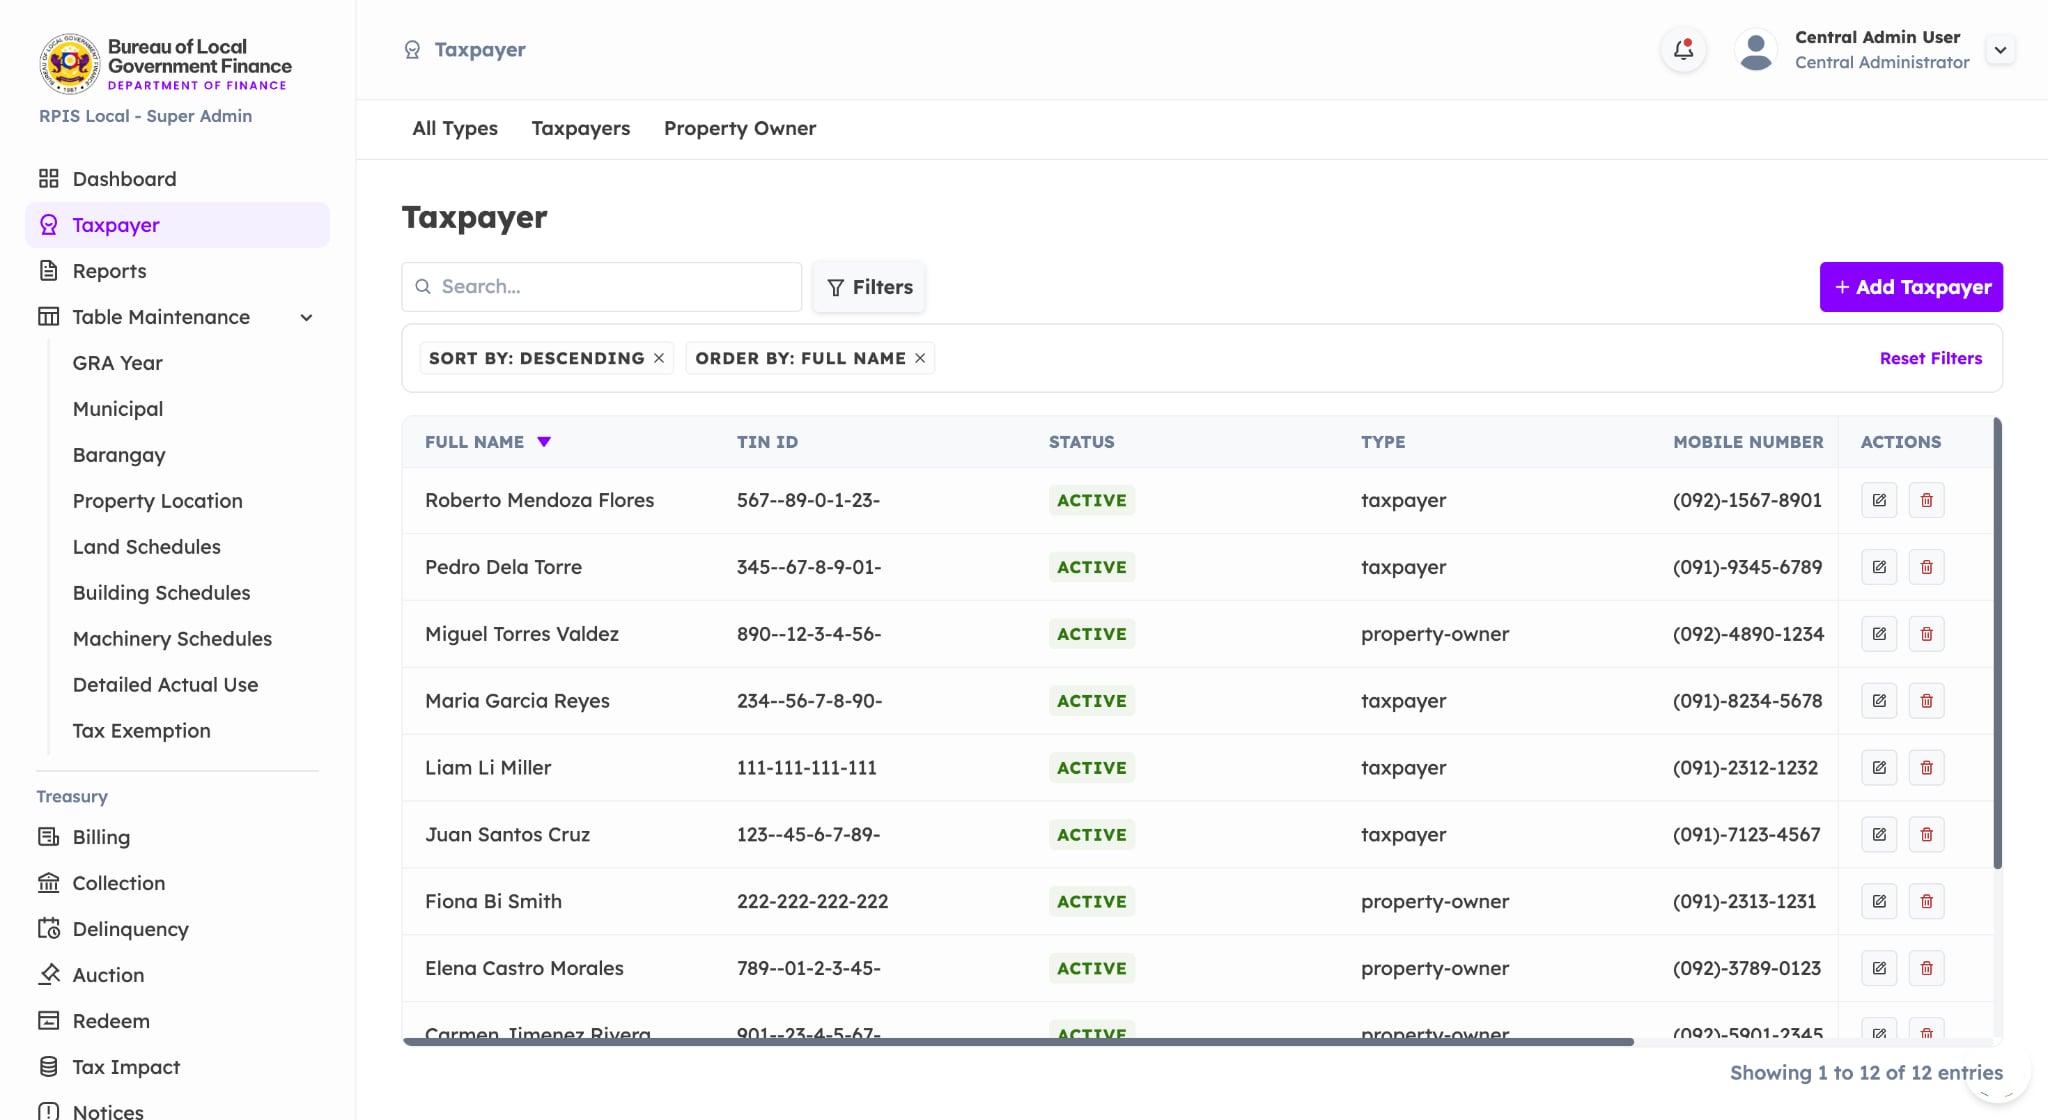 Bureau of Local
Government Finance
DEPARTMENT OF FINANCE
RPIS Local - Super Admin
Dashboard
Taxpayer
Reports
Table Maintenance
GRA Year
Municipal
Barangay
Property Location
Land Schedules
Building Schedules
Machinery Schedules
Detailed Actual Use
Tax Exemption
Treasury
Billing
Collection
Delinquency
Auction
Redeem
Tax Impact
Notices
Taxpayer
Central Admin User
Central Administrator
All Types Taxpayers Property Owner
Taxpayer
Search...
Filters
+ Add Taxpayer
SORT BY: DESCENDING × ORDER BY: FULL NAME ×
Reset Filters
FULL NAME TIN ID STATUS TYPE MOBILE NUMBER ACTIONS
Roberto Mendoza Flores 567--89-0-1-23- ACTIVE taxpayer (092)-1567-8901
Pedro Dela Torre 345--67-8-9-01- ACTIVE taxpayer (091)-9345-6789
Miguel Torres Valdez 890--12-3-4-56- ACTIVE property-owner (092)-4890-1234
Maria Garcia Reyes 234--56-7-8-90- ACTIVE taxpayer (091)-8234-5678
Liam Li Miller 111-111-111-111 ACTIVE taxpayer (091)-2312-1232
Juan Santos Cruz 123--45-6-7-89- ACTIVE taxpayer (091)-7123-4567
Fiona Bi Smith 222-222-222-222 ACTIVE property-owner (091)-2313-1231
Elena Castro Morales 789--01-2-3-45- ACTIVE property-owner (092)-3789-0123
Carmen Jimenez Rivera 901--23-4-5-67- ACTIVE property-owner (092)-5901-2345
Showing 1 to 12 of 12 entries